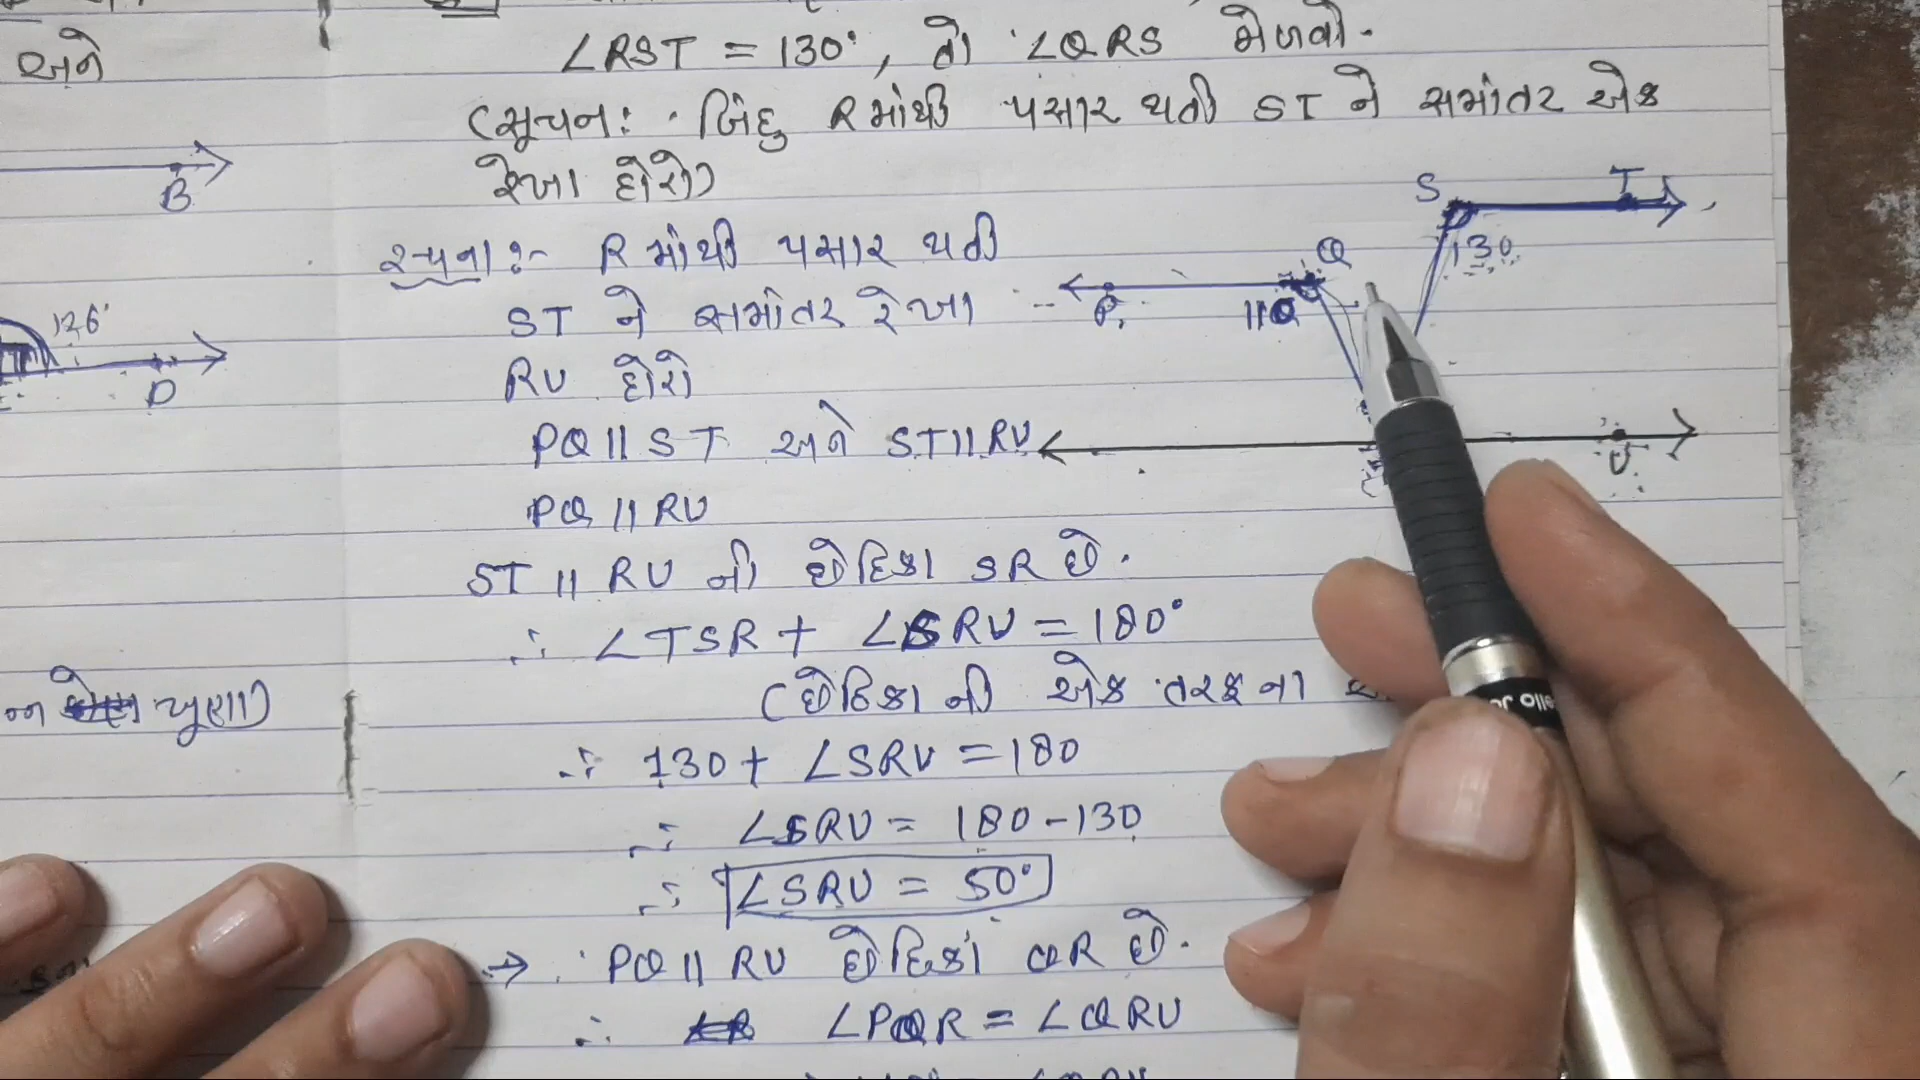 ∠RST = 130°, તો ∠QRS મેળવો.
(સૂચન: બિંદુ R માંથી પસાર થતી ST ને સમાંતર એક
રેખા દોરો)
રચના :- R માંથી પસાર થતી
ST ને સમાંતર રેખા
RU દોરો
PQ || ST અને ST || RU
PQ || RU
ST || RU ની છેદિકા SR છે.
∴ ∠TSR + ∠SRU = 180°
(છેદિકા ની એક તરફ ના
∴ 130 + ∠SRU = 180
∴ ∠SRU = 180 - 130
∴ ∠SRU = 50°
→ PQ || RU છેદિકા QR છે.
∴ ∠PQR = ∠QRU
S T
130
Q
P 110
U
અને
B
126°
D
ખૂણા)